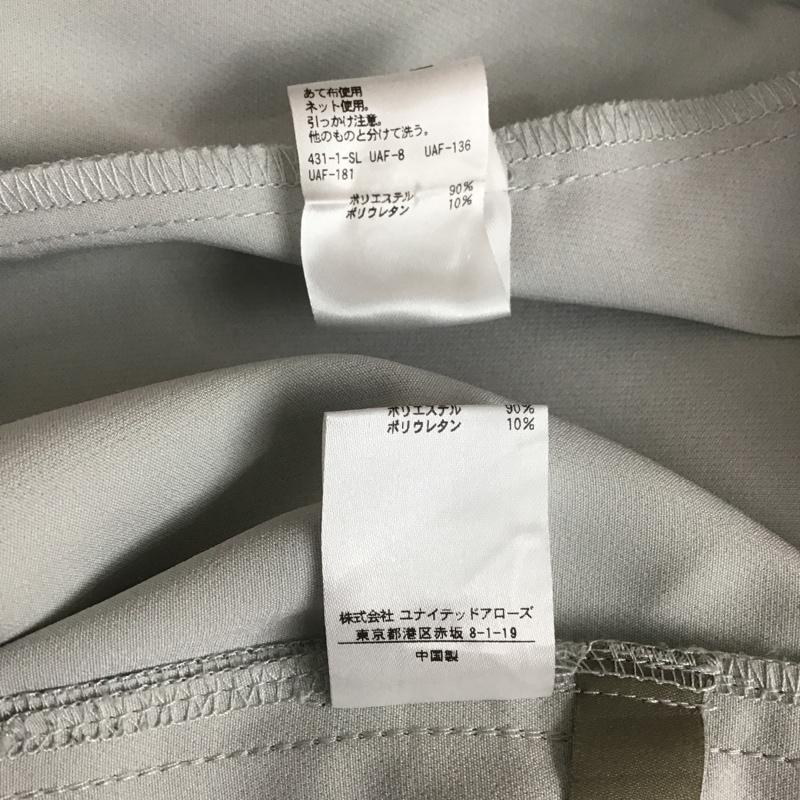 あて布使用
ネット使用。
引っかけ注意。
他のものと分けて洗う。
431-1-SL UAF-8 UAF-136
UAF-181
ポリエステル 90%
ポリウレタン 10%
ポリエステル 90%
ポリウレタン 10%
株式会社 ユナイテッドアローズ
東京都港区赤坂 8-1-19
中国製